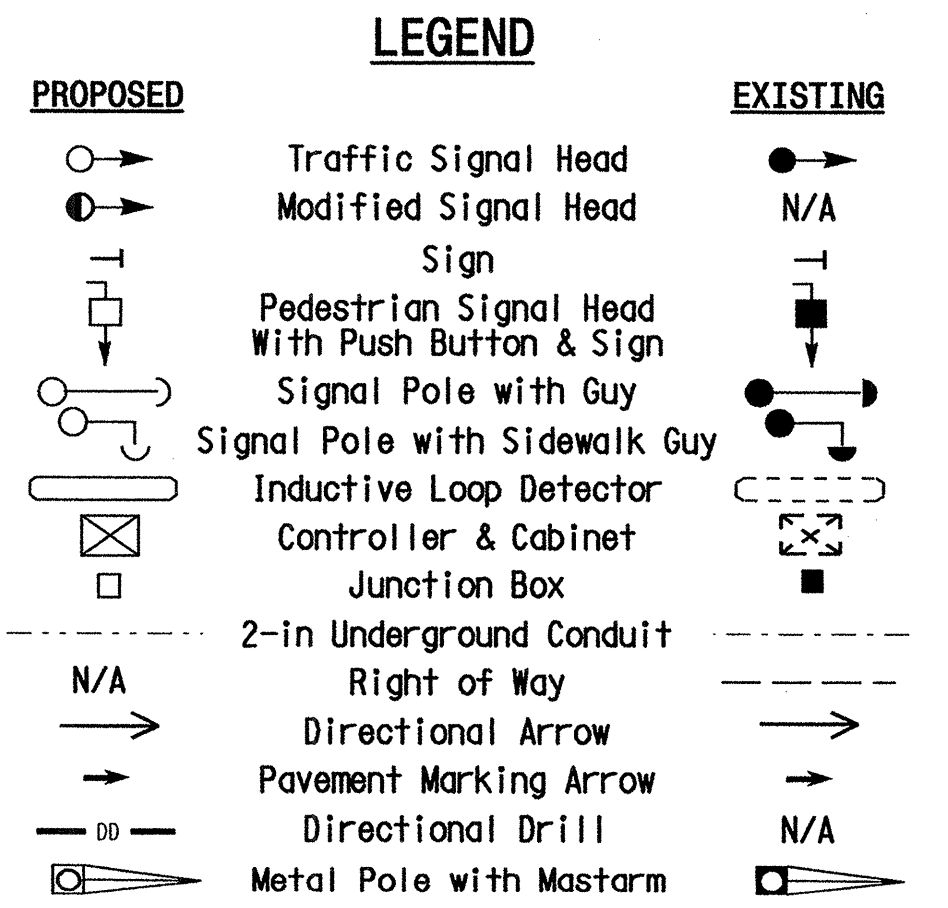 LEGEND
PROPOSED EXISTING
Traffic Signal Head
Modified Signal Head N/A
Sign
Pedestrian Signal Head
With Push Button & Sign
Signal Pole with Guy
Signal Pole with Sidewalk Guy
Inductive Loop Detector
Controller & Cabinet
Junction Box
2-in Underground Conduit
N/A Right of Way
Directional Arrow
Pavement Marking Arrow
DD Directional Drill N/A
Metal Pole with Mastarm